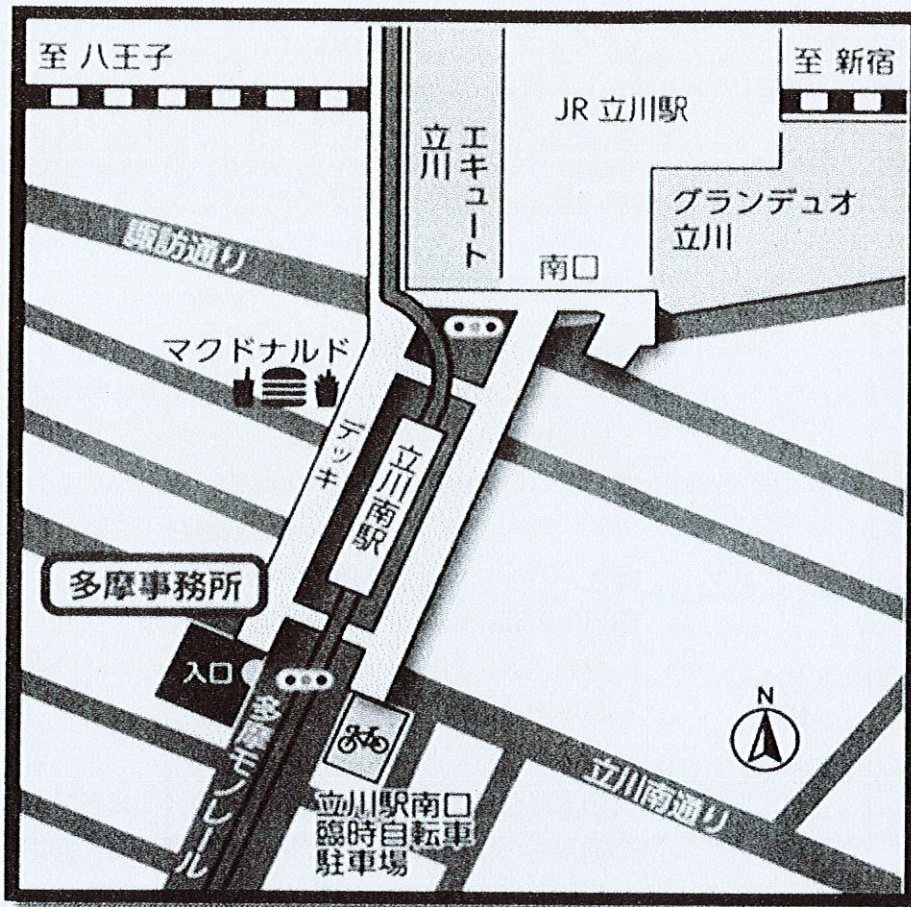 至 八王子
至 新宿
JR 立川駅
エキュート
立川
グランデュオ
立川
南口
諏訪通り
マクドナルド
デッキ
立川南駅
多摩事務所
入口
多摩モノレール
N
立川南通り
立川駅南口
臨時自転車
駐車場